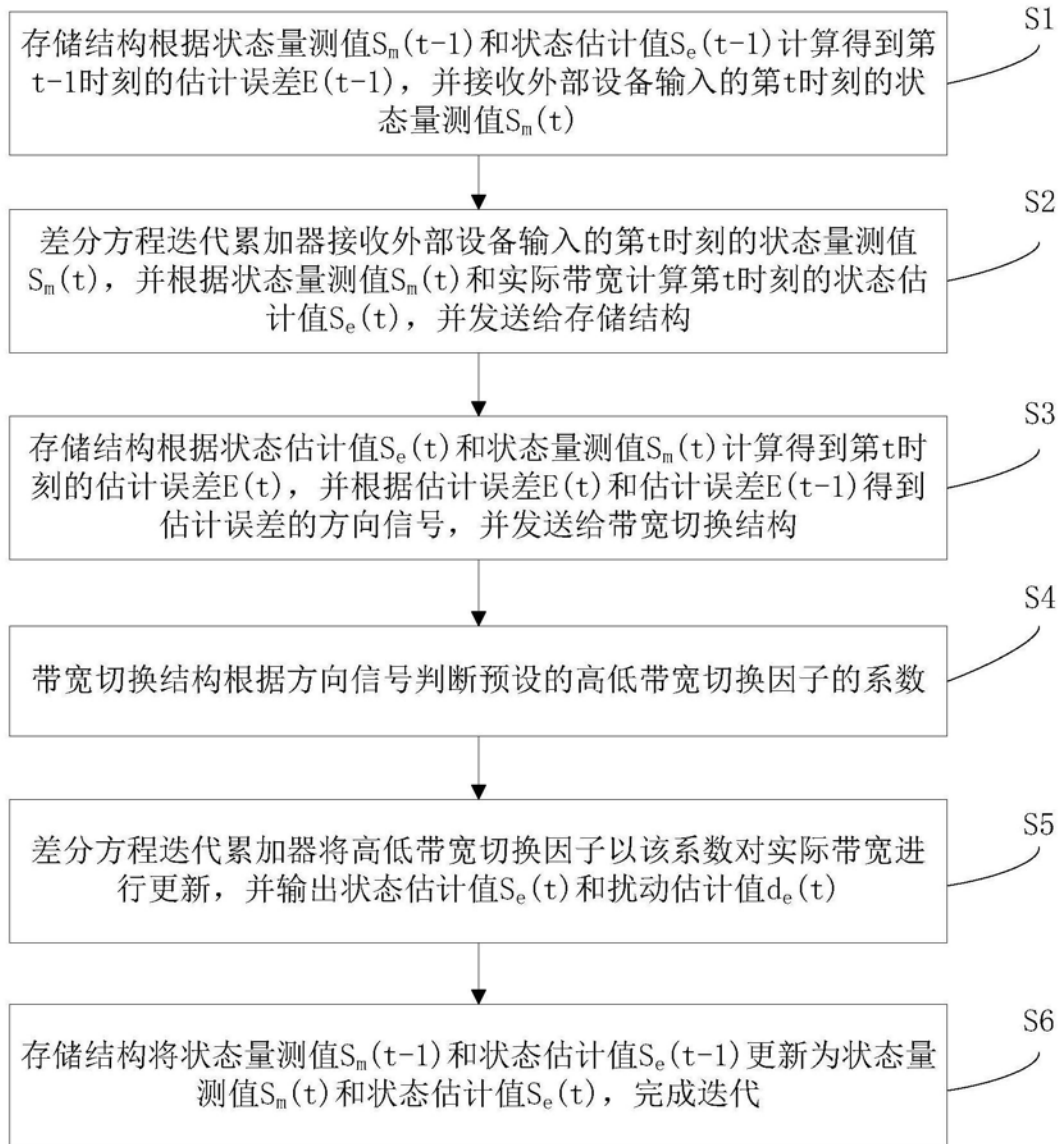 S1
存储结构根据状态量测值Sₘ(t-1)和状态估计值Sₑ(t-1)计算得到第
t-1时刻的估计误差E(t-1)，并接收外部设备输入的第t时刻的状
态量测值Sₘ(t)
S2
差分方程迭代累加器接收外部设备输入的第t时刻的状态量测值
Sₘ(t)，并根据状态量测值Sₘ(t)和实际带宽计算第t时刻的状态估
计值Sₑ(t)，并发送给存储结构
S3
存储结构根据状态估计值Sₑ(t)和状态量测值Sₘ(t)计算得到第t时
刻的估计误差E(t)，并根据估计误差E(t)和估计误差E(t-1)得到
估计误差的方向信号，并发送给带宽切换结构
S4
带宽切换结构根据方向信号判断预设的高低带宽切换因子的系数
S5
差分方程迭代累加器将高低带宽切换因子以该系数对实际带宽进
行更新，并输出状态估计值Sₑ(t)和扰动估计值dₑ(t)
S6
存储结构将状态量测值Sₘ(t-1)和状态估计值Sₑ(t-1)更新为状态量
测值Sₘ(t)和状态估计值Sₑ(t)，完成迭代